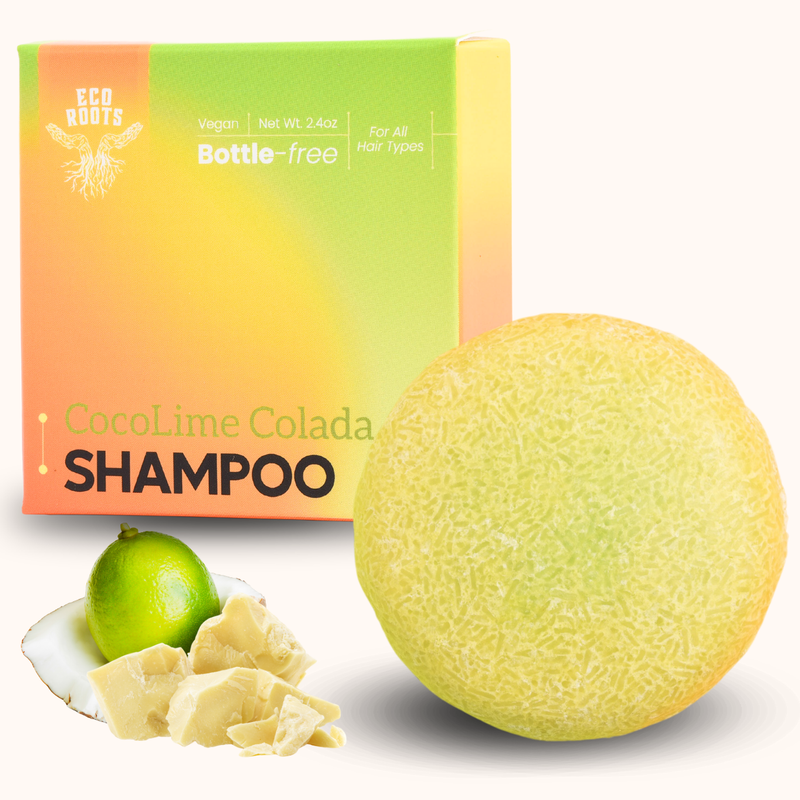 ECO
ROOTS
Vegan
Net Wt. 2.4oz
Bottle-free
For All
Hair Types
CocoLime Colada
SHAMPOO